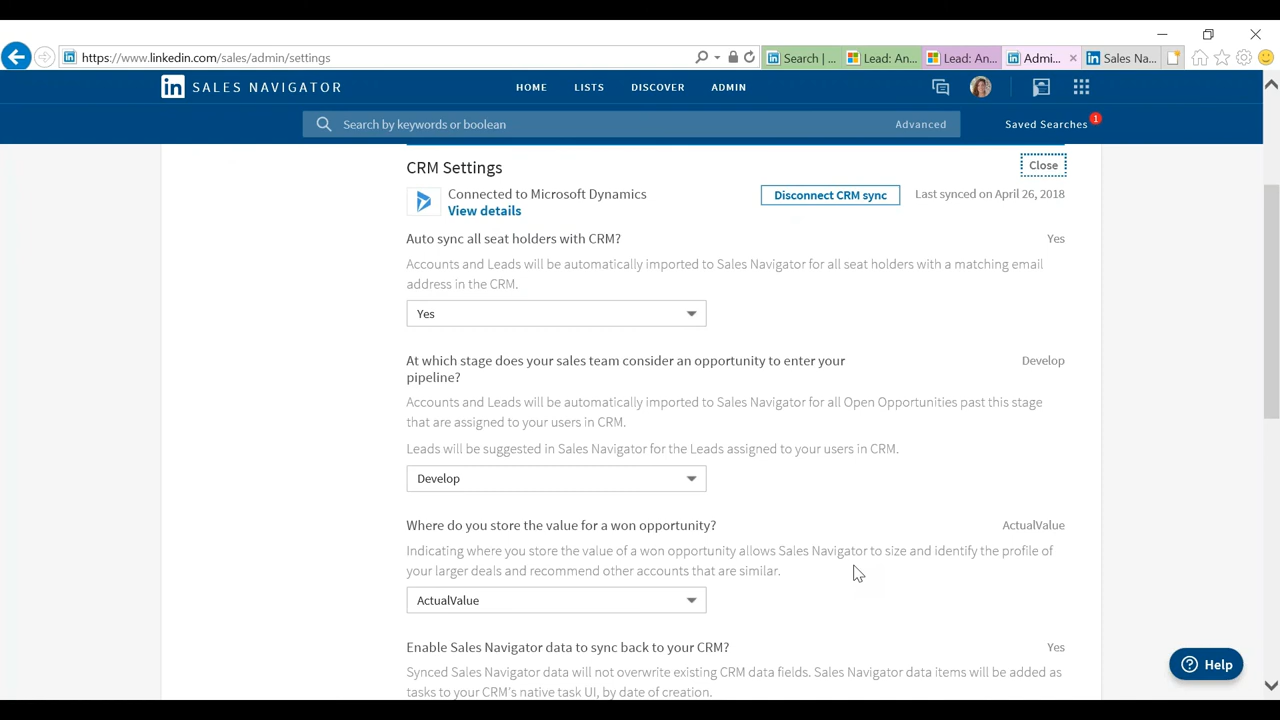 https://www.linkedin.com/sales/admin/settings
Search | ...
Lead: An...
Lead: An...
Admi...
Sales Na...
in SALES NAVIGATOR
HOME
LISTS
DISCOVER
ADMIN
Search by keywords or boolean
Advanced
Saved Searches
1
CRM Settings
Close
Connected to Microsoft Dynamics
View details
Disconnect CRM sync
Last synced on April 26, 2018
Auto sync all seat holders with CRM?
Yes
Accounts and Leads will be automatically imported to Sales Navigator for all seat holders with a matching email
address in the CRM.
Yes
At which stage does your sales team consider an opportunity to enter your
pipeline?
Develop
Accounts and Leads will be automatically imported to Sales Navigator for all Open Opportunities past this stage
that are assigned to your users in CRM.
Leads will be suggested in Sales Navigator for the Leads assigned to your users in CRM.
Develop
Where do you store the value for a won opportunity?
ActualValue
Indicating where you store the value of a won opportunity allows Sales Navigator to size and identify the profile of
your larger deals and recommend other accounts that are similar.
ActualValue
Enable Sales Navigator data to sync back to your CRM?
Yes
Synced Sales Navigator data will not overwrite existing CRM data fields. Sales Navigator data items will be added as
tasks to your CRM's native task UI, by date of creation.
Help